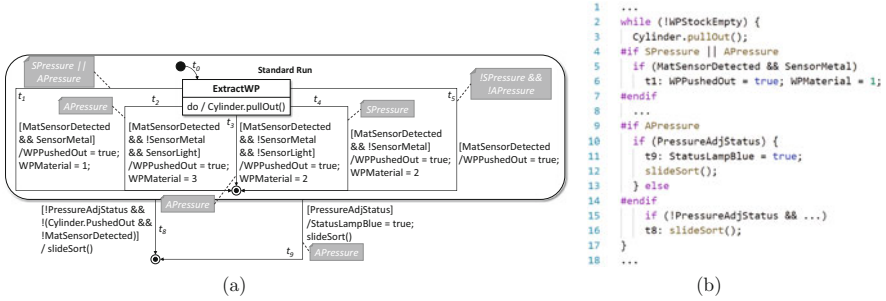 SPressure ||
APressure
t0
Standard Run
ExtractWP
do / Cylinder.pullOut()
!SPressure &&
!APressure
t1
APressure
t2
t3
t4
SPressure
t5
[MatSensorDetected
&& SensorMetal]
/WPPushedOut = true;
WPMaterial = 1;
[MatSensorDetected
&& !SensorMetal
&& SensorLight]
/WPPushedOut = true;
WPMaterial = 3
[MatSensorDetected
&& !SensorMetal
&& !SensorLight]
/WPPushedOut = true;
WPMaterial = 2
[MatSensorDetected
&& !SensorMetal]
/WPPushedOut = true;
WPMaterial = 2
[MatSensorDetected
/WPPushedOut = true;
[!PressureAdjStatus &&
!(Cylinder.PushedOut &&
!MatSensorDetected)]
/ slideSort()
APressure
t8
[PressureAdjStatus]
/StatusLampBlue = true;
slideSort()
t9
APressure
(a)
1 ...
2 while (!WPStockEmpty) {
3 Cylinder.pullOut();
4 #if SPressure || APressure
5 if (MatSensorDetected && SensorMetal)
6 t1: WPPushedOut = true; WPMaterial = 1;
7 #endif
8 ...
9 #if APressure
10 if (PressureAdjStatus) {
11 t9: StatusLampBlue = true;
12 slideSort();
13 } else
14 #endif
15 if (!PressureAdjStatus && ...)
16 t8: slideSort();
17 }
18 ...
(b)